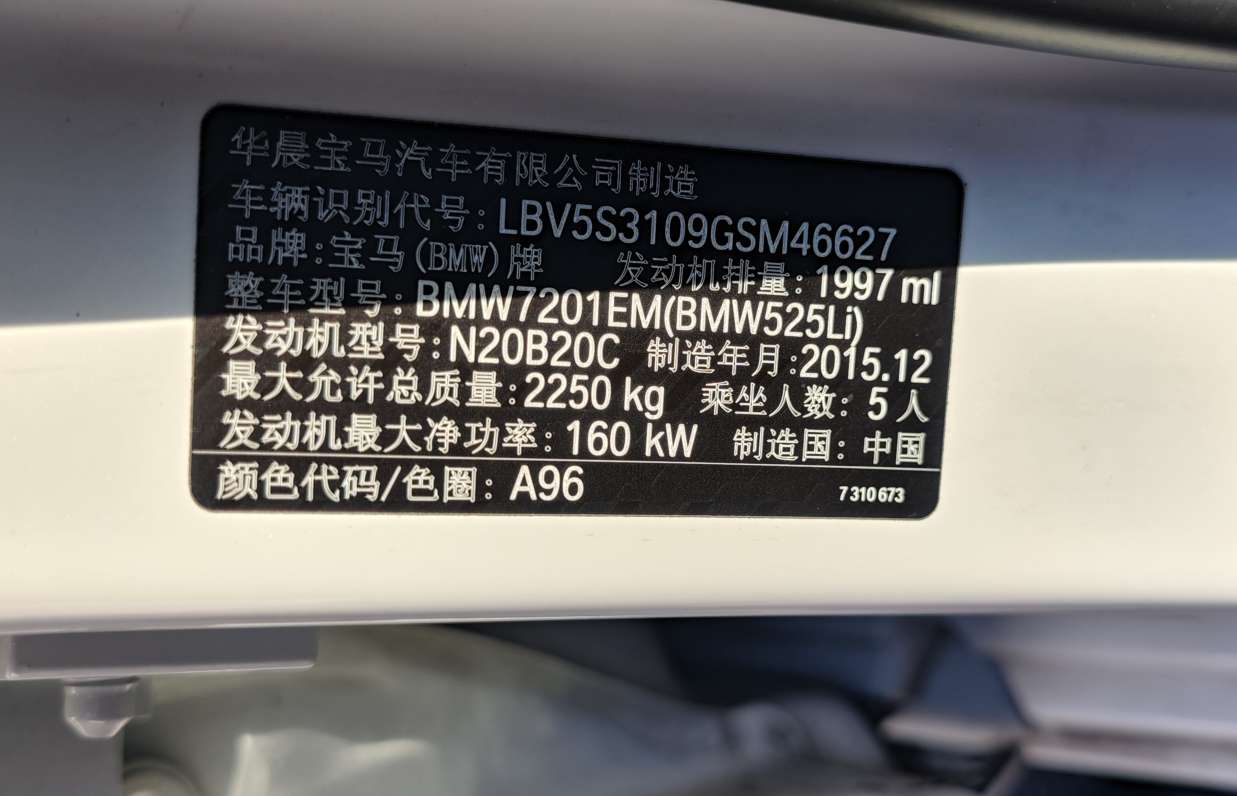 华晨宝马汽车有限公司制造
车辆识别代号: LBV5S3109GSM46627
品牌: 宝马(BMW)牌 发动机排量: 1997 ml
整车型号: BMW7201EM(BMW525Li)
发动机型号: N20B20C 制造年月: 2015.12
最大允许总质量: 2250 kg 乘坐人数: 5人
发动机最大净功率: 160 kW 制造国: 中国
颜色代码/色圈: A96 7 310 673